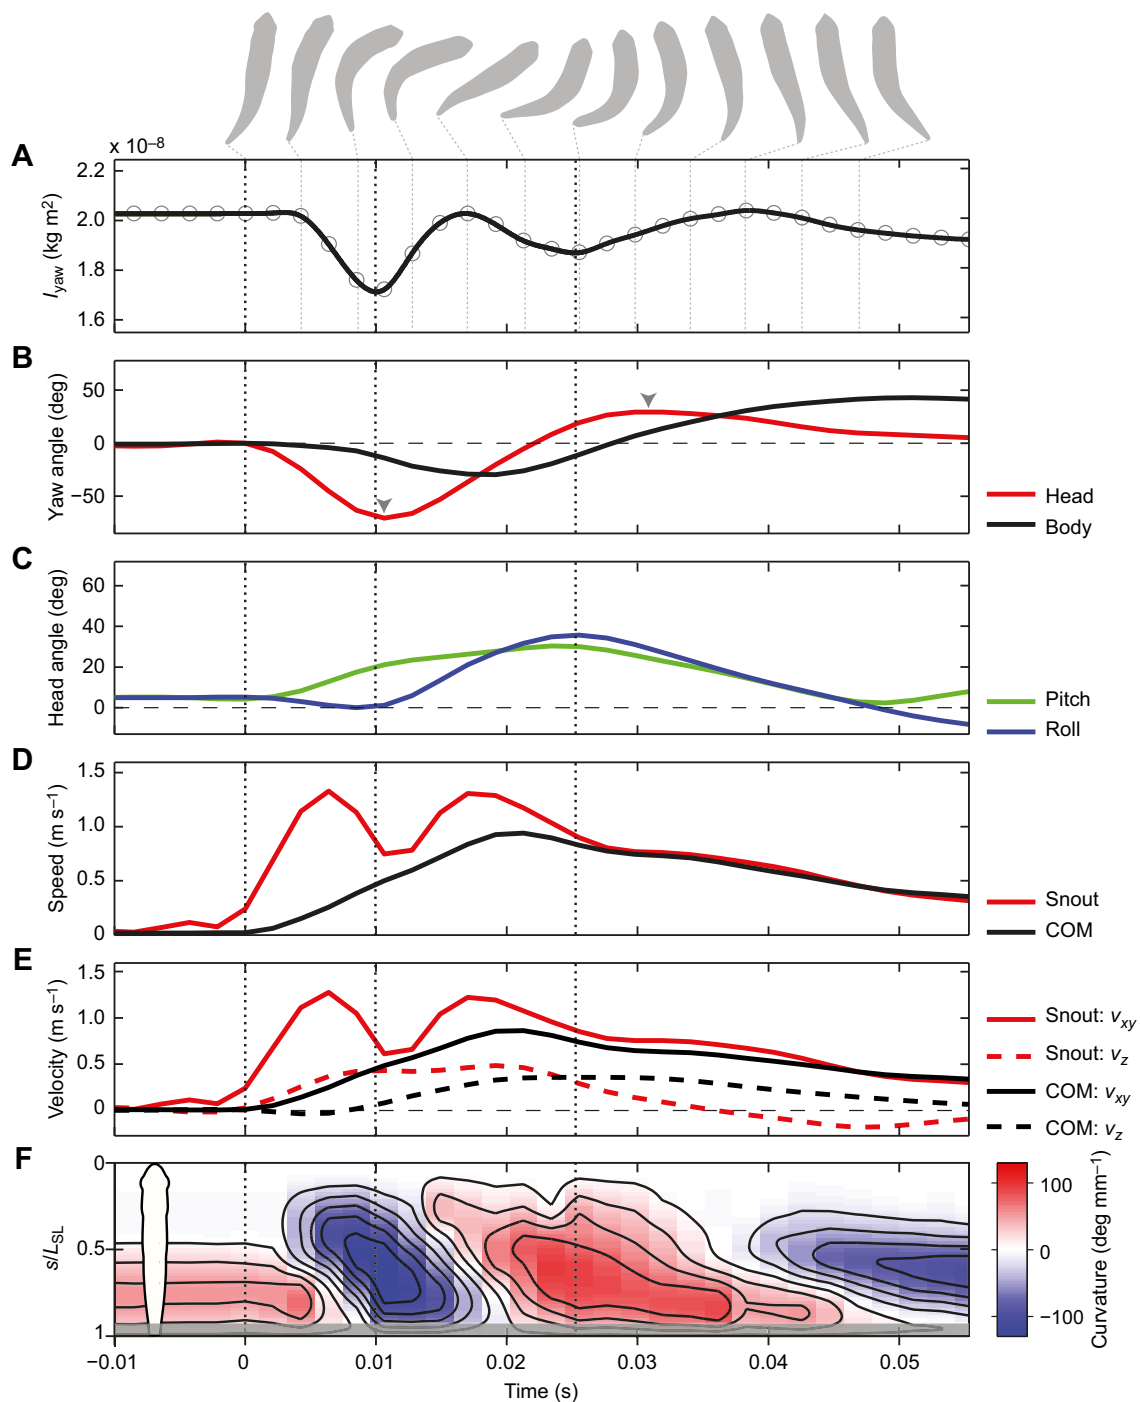 A
x 10⁻⁸
2.2
2.0
1.8
1.6
I_yaw (kg m²)
B
50
0
−50
Yaw angle (deg)
Head
Body
C
60
40
20
0
Head angle (deg)
Pitch
Roll
D
1.5
1.0
0.5
0
Speed (m s⁻¹)
Snout
COM
E
1.5
1.0
0.5
0
Velocity (m s⁻¹)
Snout: v_xy
Snout: v_z
COM: v_xy
COM: v_z
F
0
0.5
1
s/L_SL
100
0
−100
Curvature (deg mm⁻¹)
−0.01 0 0.01 0.02 0.03 0.04 0.05
Time (s)